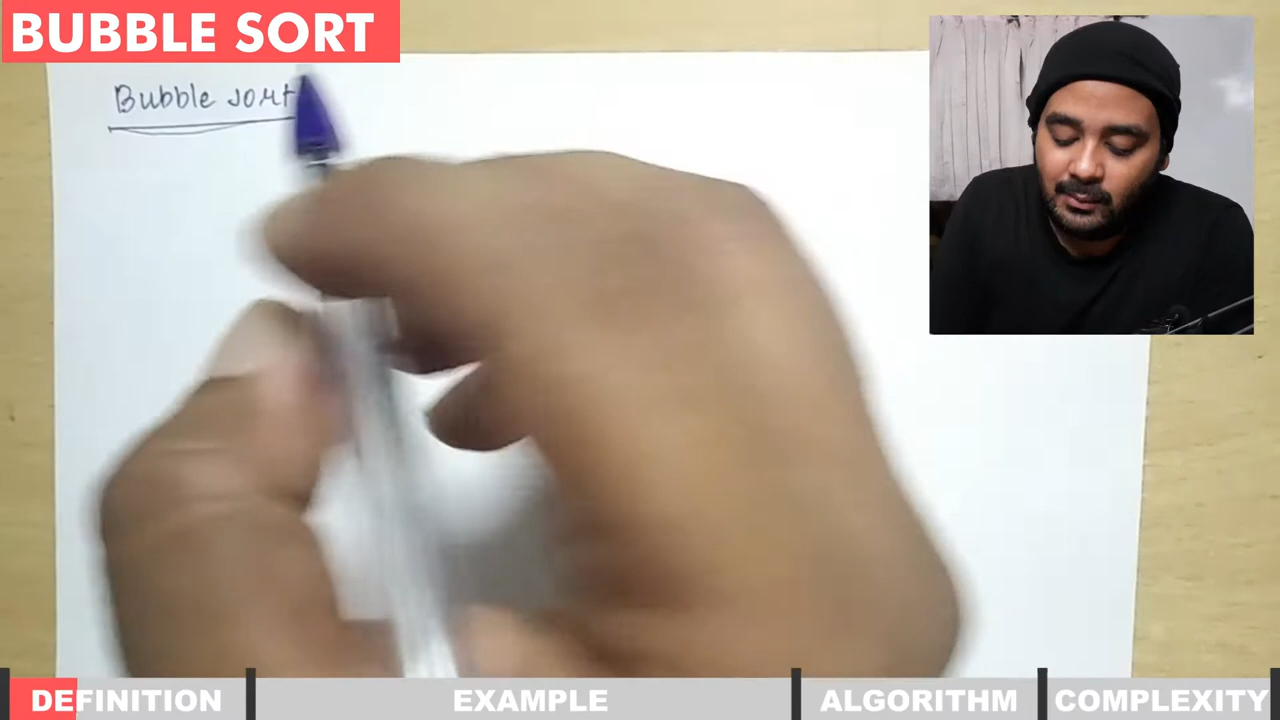 BUBBLE SORT
Bubble sort
DEFINITION
EXAMPLE
ALGORITHM
COMPLEXITY